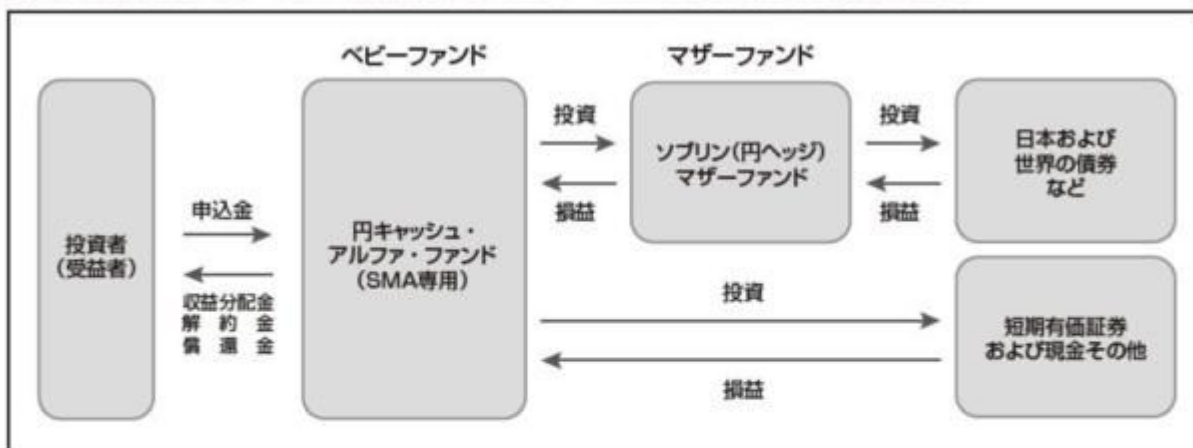 ベビーファンド
マザーファンド
投資者
（受益者）
申込金
収益分配金
解約金
償還金
円キャッシュ・
アルファ・ファンド
（SMA専用）
投資
損益
ソブリン（円ヘッジ）
マザーファンド
投資
損益
日本および
世界の債券
など
投資
損益
短期有価証券
および現金その他